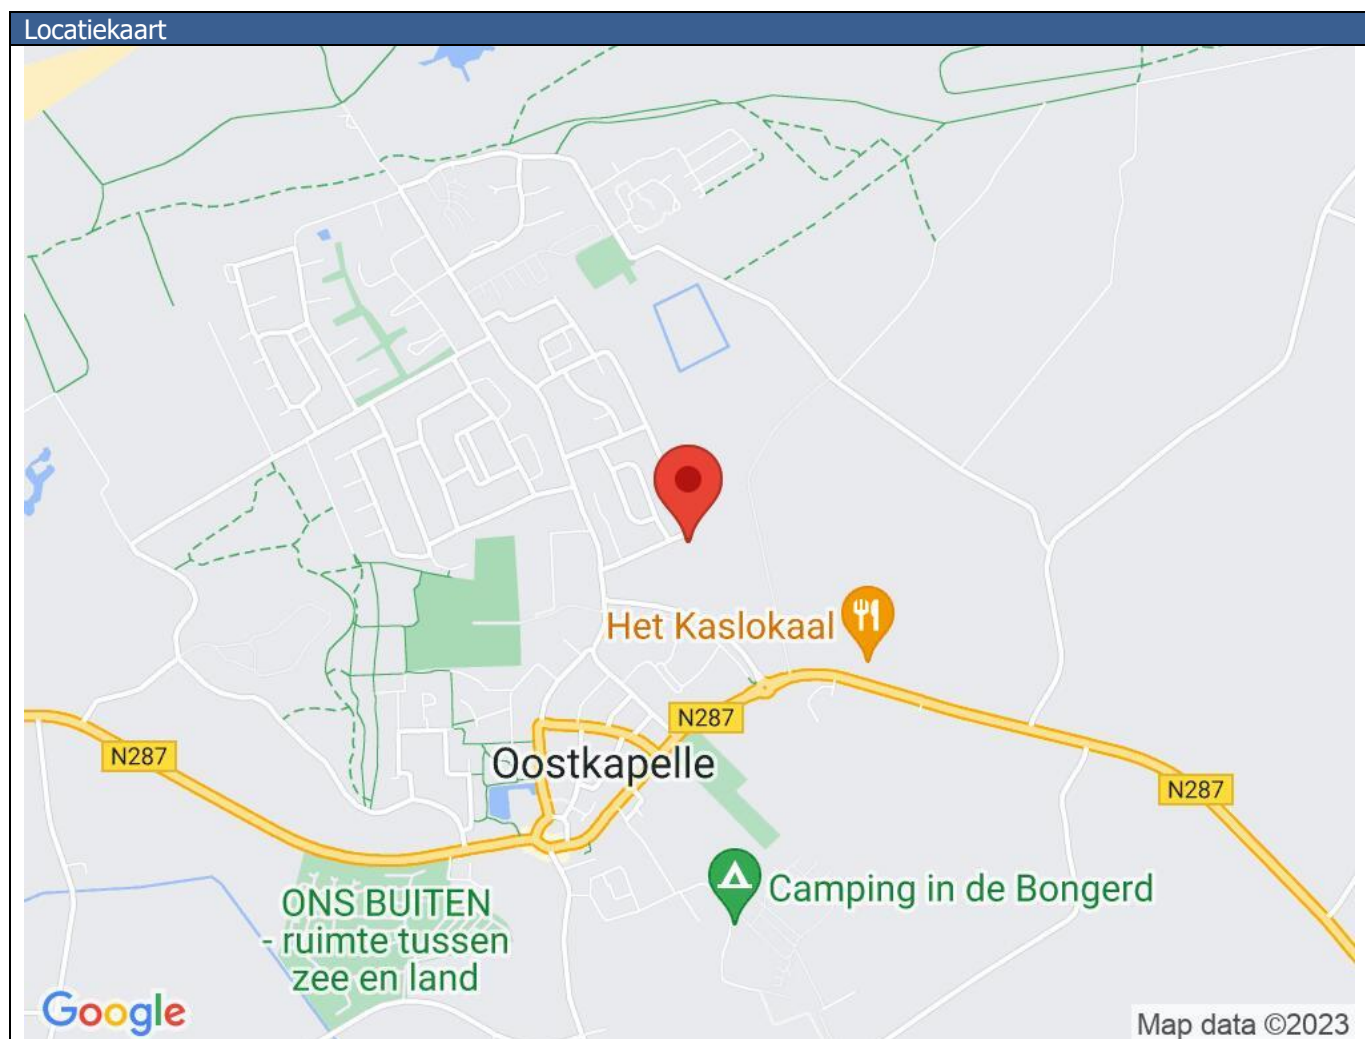 Locatiekaart
Het Kaslokaal
N287
Oostkapelle
N287
N287
Camping in de Bongerd
ONS BUITEN
- ruimte tussen
zee en land
Google
Map data ©2023